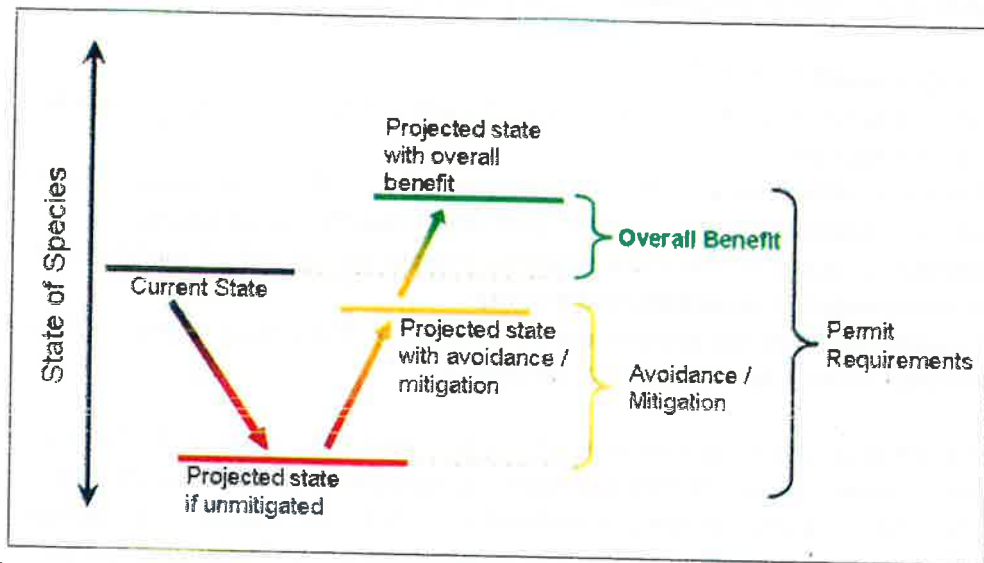 State of Species
Projected state
with overall
benefit
Overall Benefit
Current State
Projected state
with avoidance /
mitigation
Permit
Requirements
Avoidance /
Mitigation
Projected state
if unmitigated